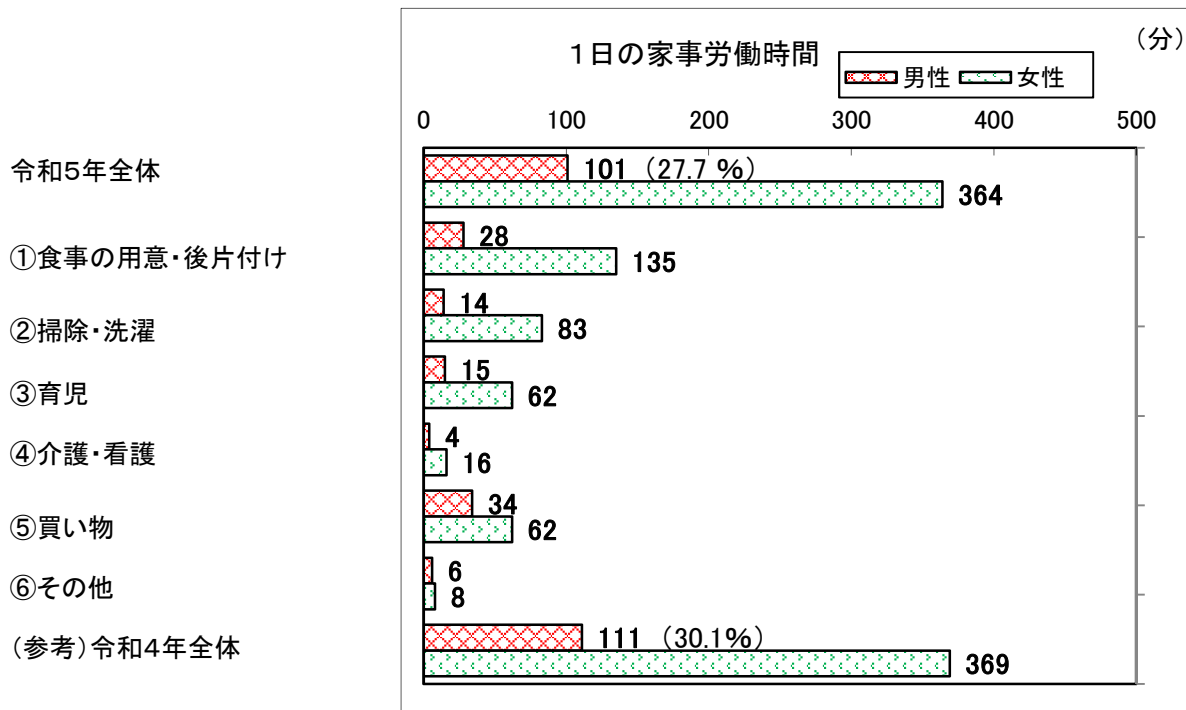 1日の家事労働時間
（分）
男性 女性
0 100 200 300 400 500
令和5年全体
101（27.7 %）
364
①食事の用意・後片付け
28
135
②掃除・洗濯
14
83
③育児
15
62
④介護・看護
4
16
⑤買い物
34
62
⑥その他
6
8
（参考）令和4年全体
111（30.1%）
369